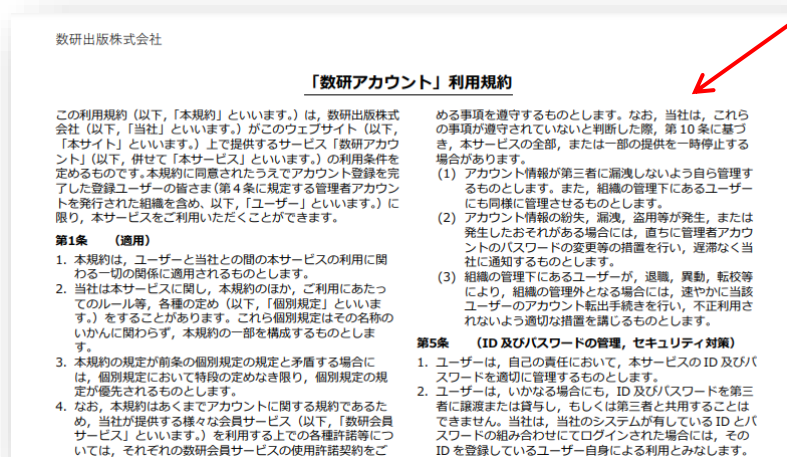 数研出版株式会社
「数研アカウント」利用規約
この利用規約（以下，「本規約」といいます。）は，数研出版株式
会社（以下，「当社」といいます。）がこのウェブサイト（以下，
「本サイト」といいます。）上で提供するサービス「数研アカウ
ント」（以下，併せて「本サービス」といいます。）の利用条件を
定めるものです。本規約に同意されたうえでアカウント登録を完
了した登録ユーザーの皆さま（第４条に規定する管理者アカウン
トを発行された組織を含め、以下，「ユーザー」といいます。）に
限り，本サービスをご利用いただくことができます。
第1条　（適用）
1. 本規約は，ユーザーと当社との間の本サービスの利用に関
わる一切の関係に適用されるものとします。
2. 当社は本サービスに関し，本規約のほか，ご利用にあたっ
てのルール等，各種の定め（以下，「個別規定」といいま
す。）をすることがあります。これら個別規定はその名称の
いかんに関わらず，本規約の一部を構成するものとしま
す。
3. 本規約の規定が前条の個別規定の規定と矛盾する場合に
は，個別規定において特段の定めなき限り，個別規定の規
定が優先されるものとします。
4. なお，本規約はあくまでアカウントに関する規約であるた
め，当社が提供する様々な会員サービス（以下，「数研会員
サービス」といいます。）を利用する上での各種許諾等につ
いては，それぞれの数研会員サービスの使用許諾契約をご
める事項を遵守するものとします。なお，当社は，これら
の事項が遵守されていないと判断した際，第 10 条に基づ
き，本サービスの全部，または一部の提供を一時停止する
場合があります。
(1) アカウント情報が第三者に漏洩しないよう自ら管理す
るものとします。また，組織の管理下にあるユーザー
にも同様に管理させるものとします。
(2) アカウント情報の紛失，漏洩，盗用等が発生，または
発生したおそれがある場合には，直ちに管理者アカウ
ントのパスワードの変更等の措置を行い，遅滞なく当
社に通知するものとします。
(3) 組織の管理下にあるユーザーが，退職，異動，転校等
により，組織の管理外となる場合には，速やかに当該
ユーザーのアカウント転出手続きを行い，不正利用さ
れないよう適切な措置を講じるものとします。
第5条　（ID 及びパスワードの管理，セキュリティ対策）
1. ユーザーは，自己の責任において，本サービスの ID 及びパ
スワードを適切に管理するものとします。
2. ユーザーは，いかなる場合にも，ID 及びパスワードを第三
者に譲渡または貸与し，もしくは第三者と共用することは
できません。当社は，当社のシステムが有している ID とパ
スワードの組み合わせにてログインされた場合には，その
ID を登録しているユーザー自身による利用とみなします。